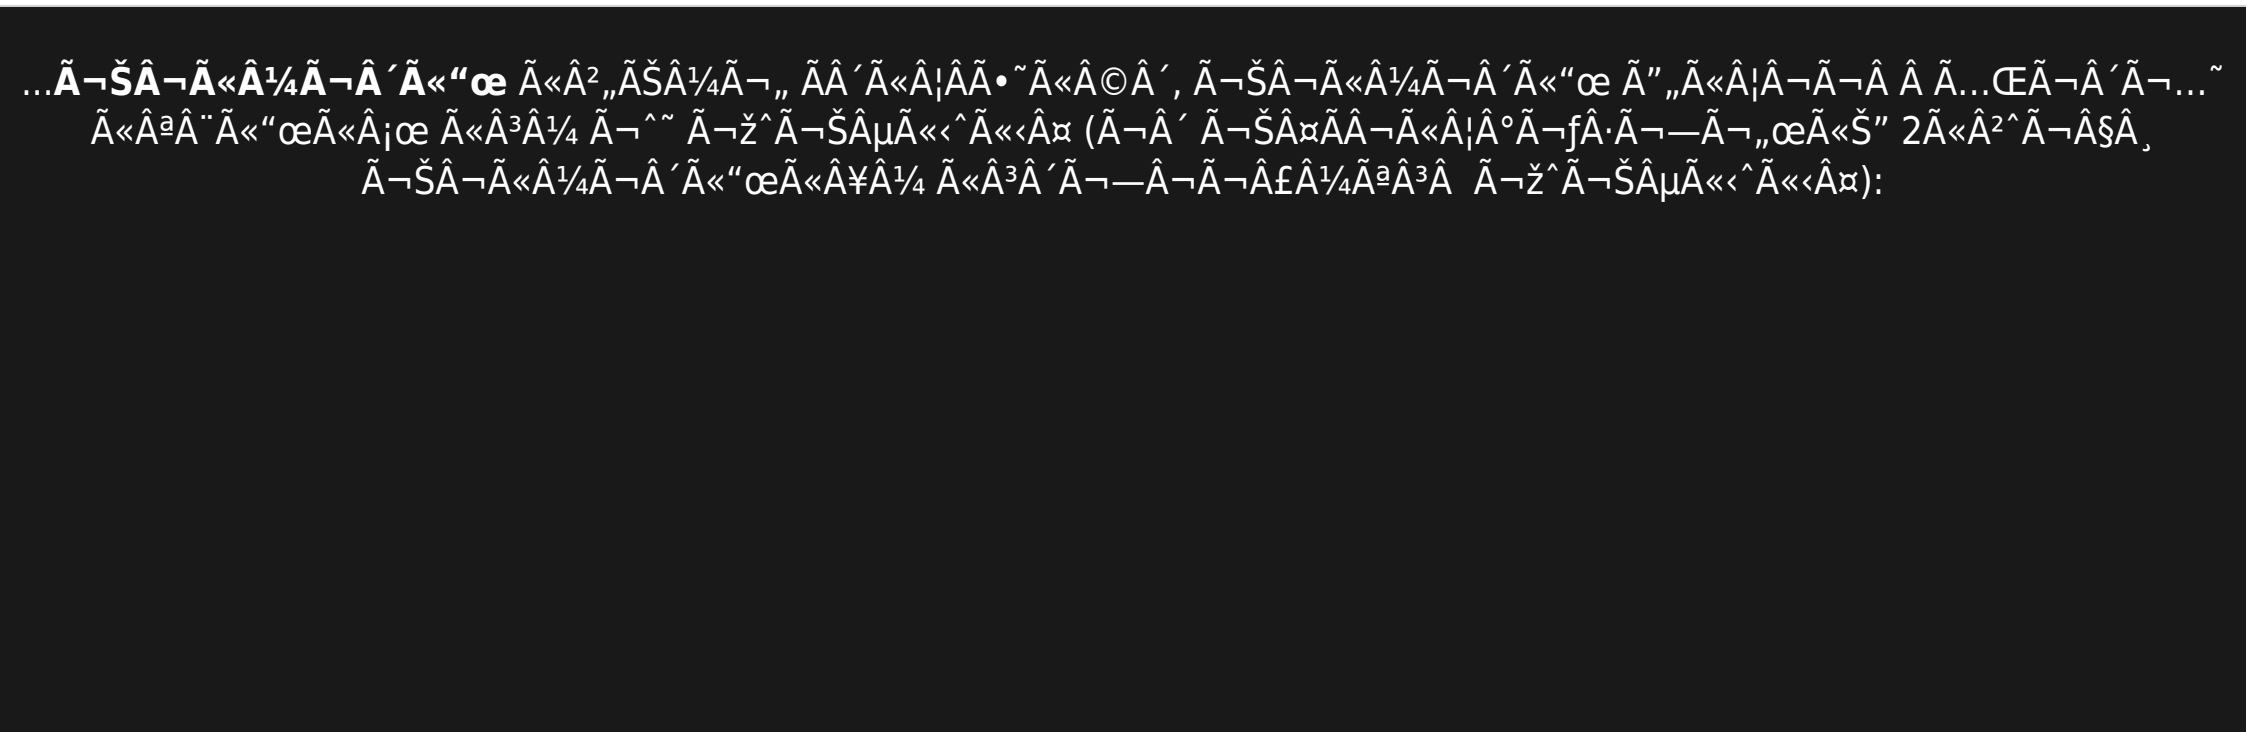 ...Ã¬ŠÂ¬Ã«Â¼Ã¬Â´Ã«“œ Ã«Â²„ÃŠÂ¼Ã¬„ ÃÂ´Ã«Â¦ÂÃ•˜Ã«Â©Â´, Ã¬ŠÂ¬Ã«Â¼Ã¬Â´Ã«“œ Ã”„Ã«Â¦Â¬Ã¬Â Â Ã…ŒÃ¬Â´Ã¬…˜
Ã«ÂªÂ¨Ã«“œÃ«Â¡œ Ã«Â³Â¼ Ã¬ˆ˜ Ã¬žˆÃ¬ŠÂµÃ«‹ˆÃ«‹Â¤ (Ã¬Â´ Ã¬ŠÂ¤ÃÂ¬Ã«Â¦Â°Ã¬ƒÂ·Ã¬—Ã¬„œÃ«Š” 2Ã«Â²ˆÃ¬Â§Â¸
Ã¬ŠÂ¬Ã«Â¼Ã¬Â´Ã«“œÃ«Â¥Â¼ Ã«Â³Â´Ã¬—Â¬Ã¬Â£Â¼ÃªÂ³Â  Ã¬žˆÃ¬ŠÂµÃ«‹ˆÃ«‹Â¤):